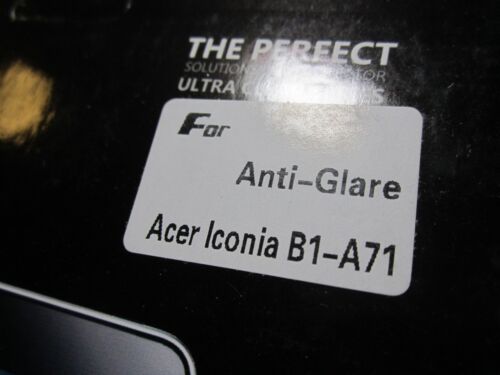 THE PERFECT
SOLUTION
ULTRA
For
Anti-Glare
Acer Iconia B1-A71